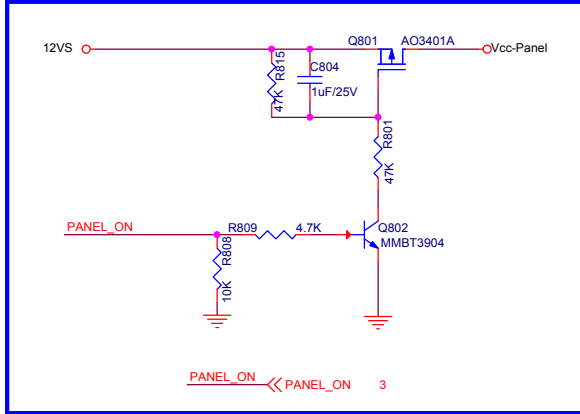 Q801 AO3401A
12VS Vcc-Panel
R815
47K
C804
1uF/25V
R801
47K
PANEL_ON R809 4.7K Q802
MMBT3904
R808
10K
PANEL_ON PANEL_ON 3